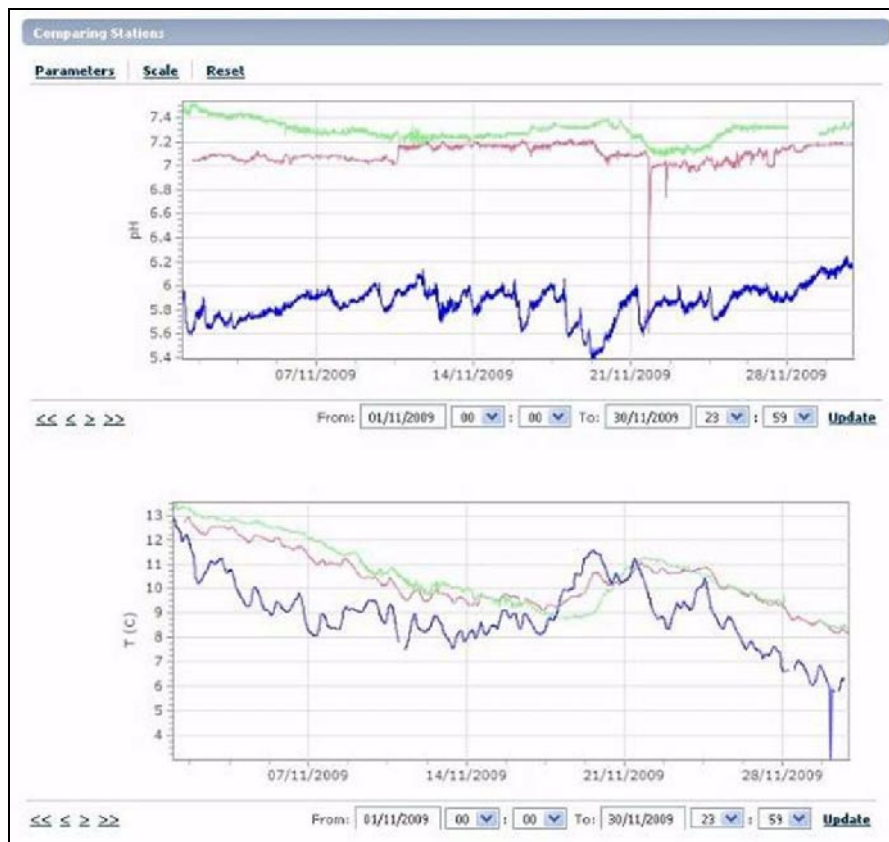 Comparing Stations
Parameters Scale Reset
7.4
7.2
7
6.8
6.6
6.4
6.2
6
5.8
5.6
5.4
pH
07/11/2009 14/11/2009 21/11/2009 28/11/2009
<< < > >> From: 01/11/2009 00 : 00 To: 30/11/2009 23 : 59 Update
13
12
11
10
9
8
7
6
5
4
T (C)
07/11/2009 14/11/2009 21/11/2009 28/11/2009
<< < > >> From: 01/11/2009 00 : 00 To: 30/11/2009 23 : 59 Update